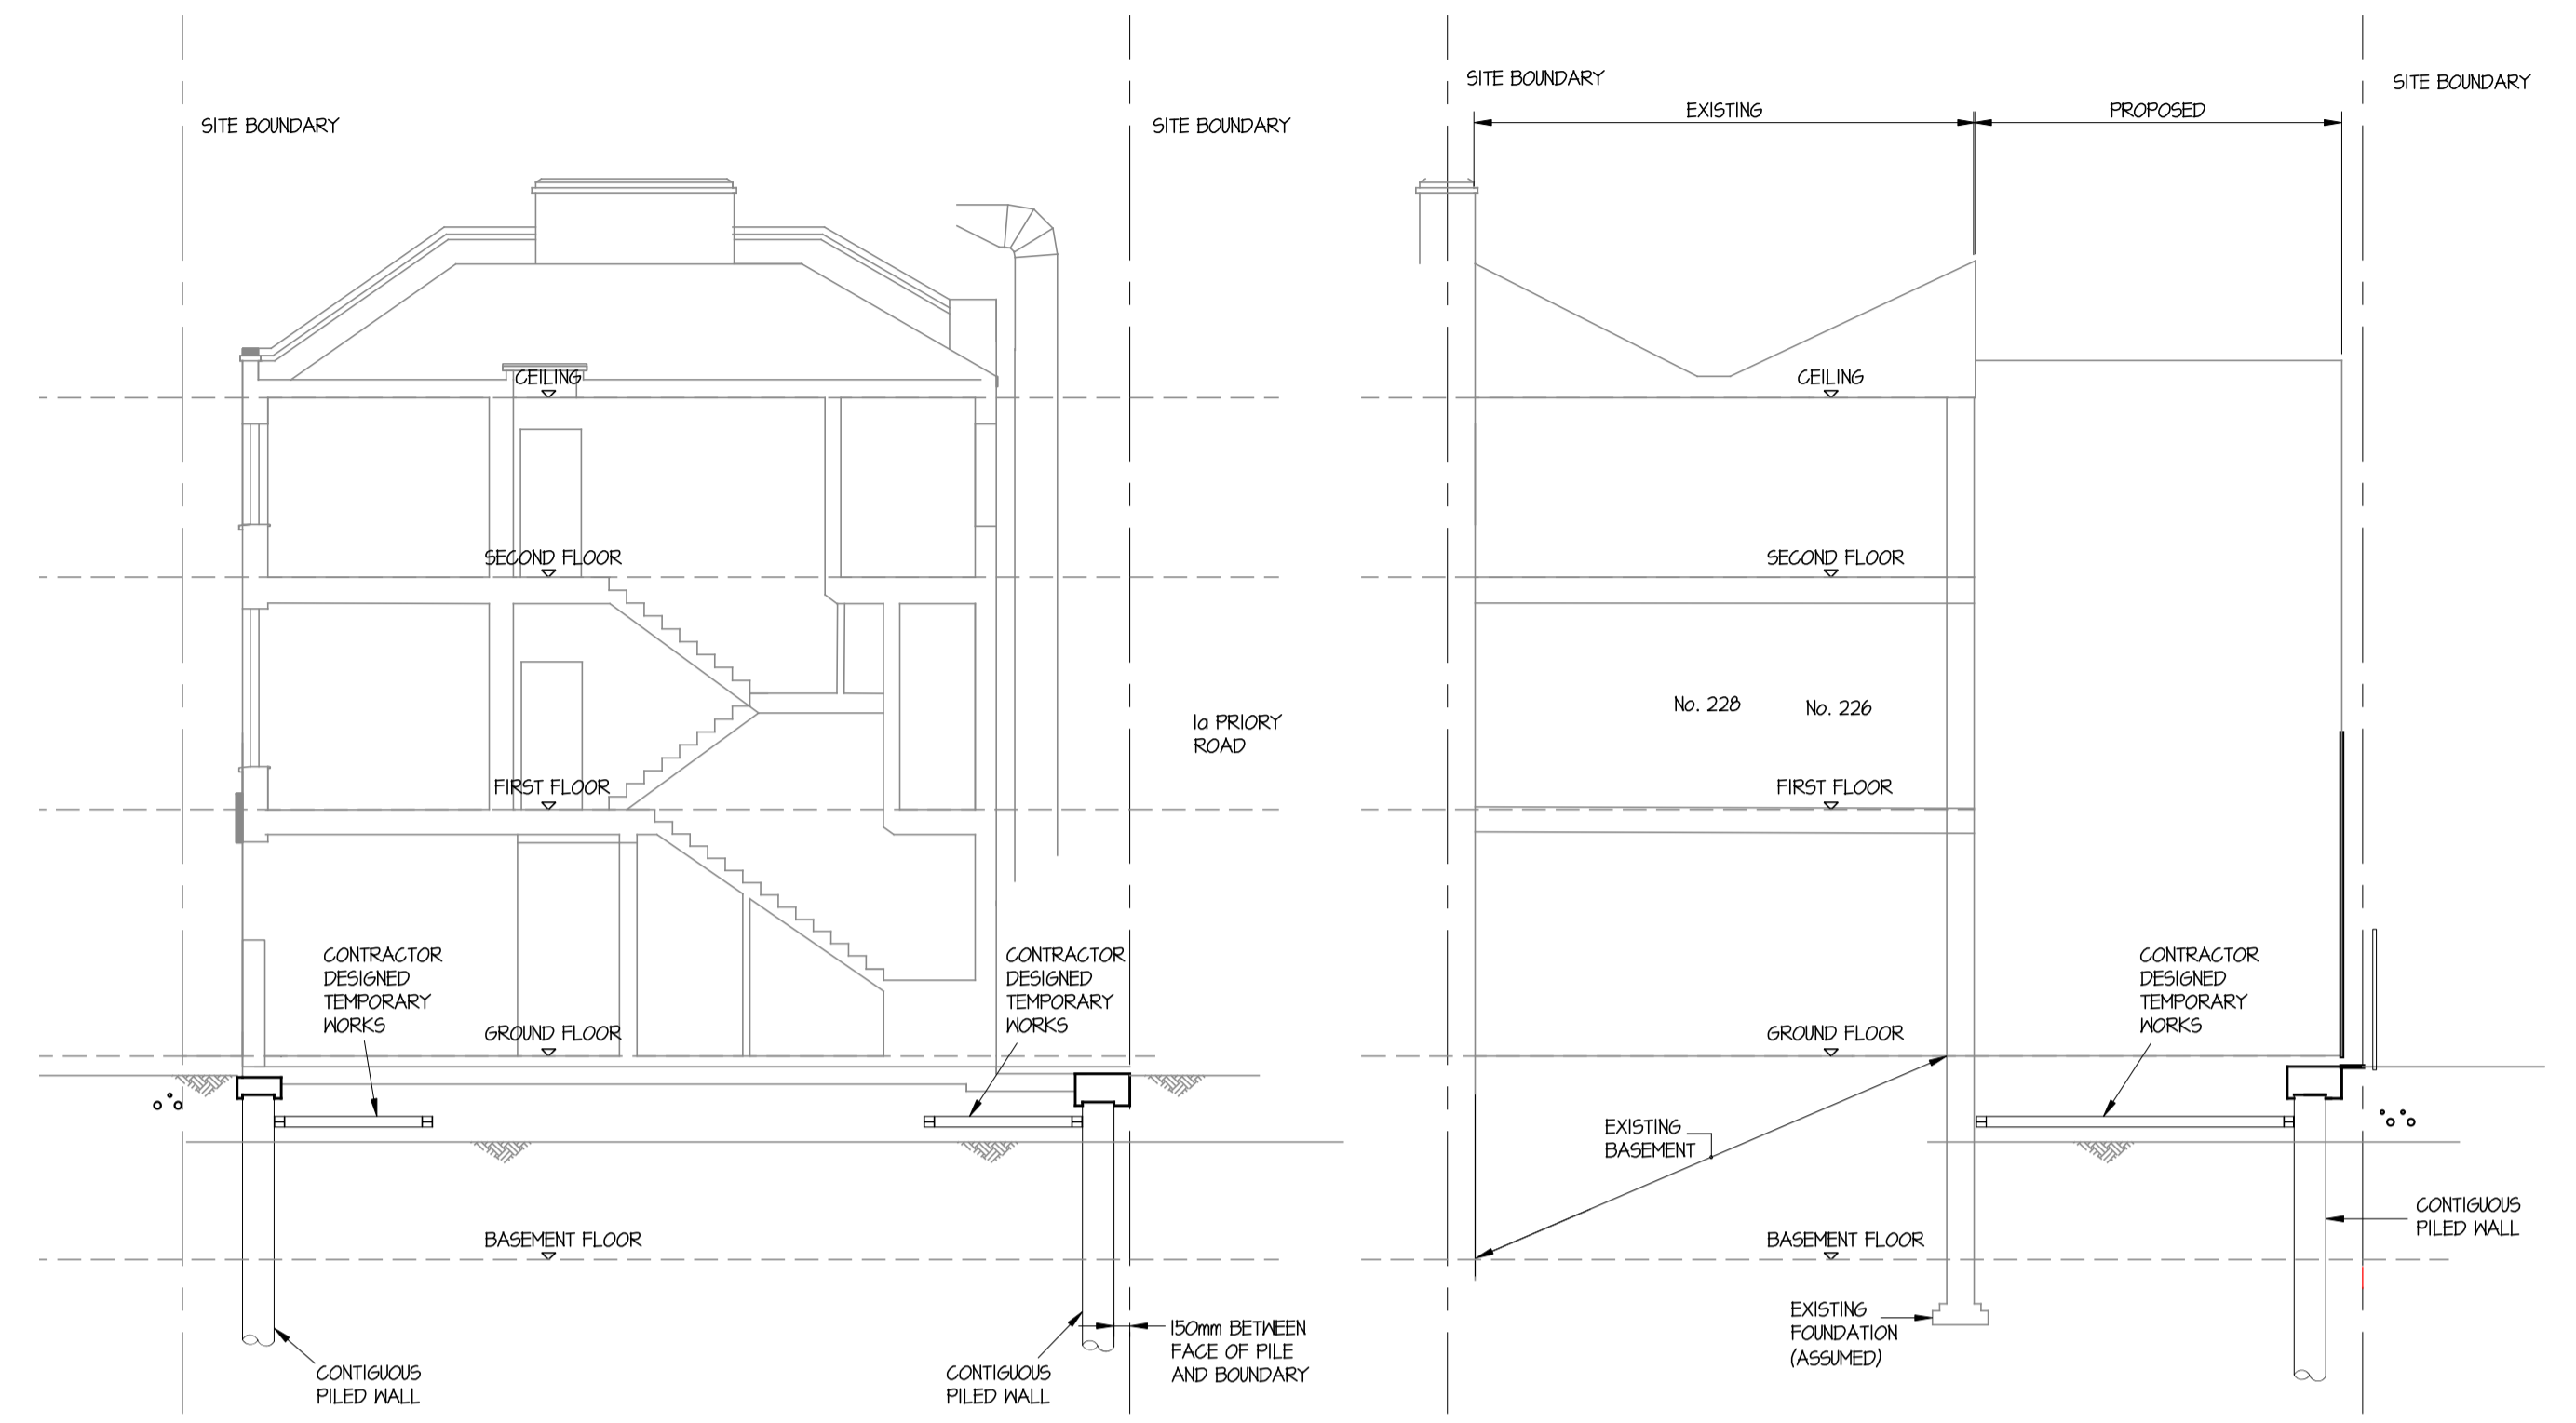 SITE BOUNDARY
SITE BOUNDARY
CEILING
SECOND FLOOR
1a PRIORY
ROAD
FIRST FLOOR
CONTRACTOR
DESIGNED
TEMPORARY
WORKS
CONTRACTOR
DESIGNED
TEMPORARY
WORKS
GROUND FLOOR
BASEMENT FLOOR
150mm BETWEEN
FACE OF PILE
AND BOUNDARY
CONTIGUOUS
PILED WALL
CONTIGUOUS
PILED WALL
SITE BOUNDARY
SITE BOUNDARY
EXISTING
PROPOSED
CEILING
SECOND FLOOR
No. 228
No. 226
FIRST FLOOR
CONTRACTOR
DESIGNED
TEMPORARY
WORKS
GROUND FLOOR
EXISTING
BASEMENT
CONTIGUOUS
PILED WALL
BASEMENT FLOOR
EXISTING
FOUNDATION
(ASSUMED)